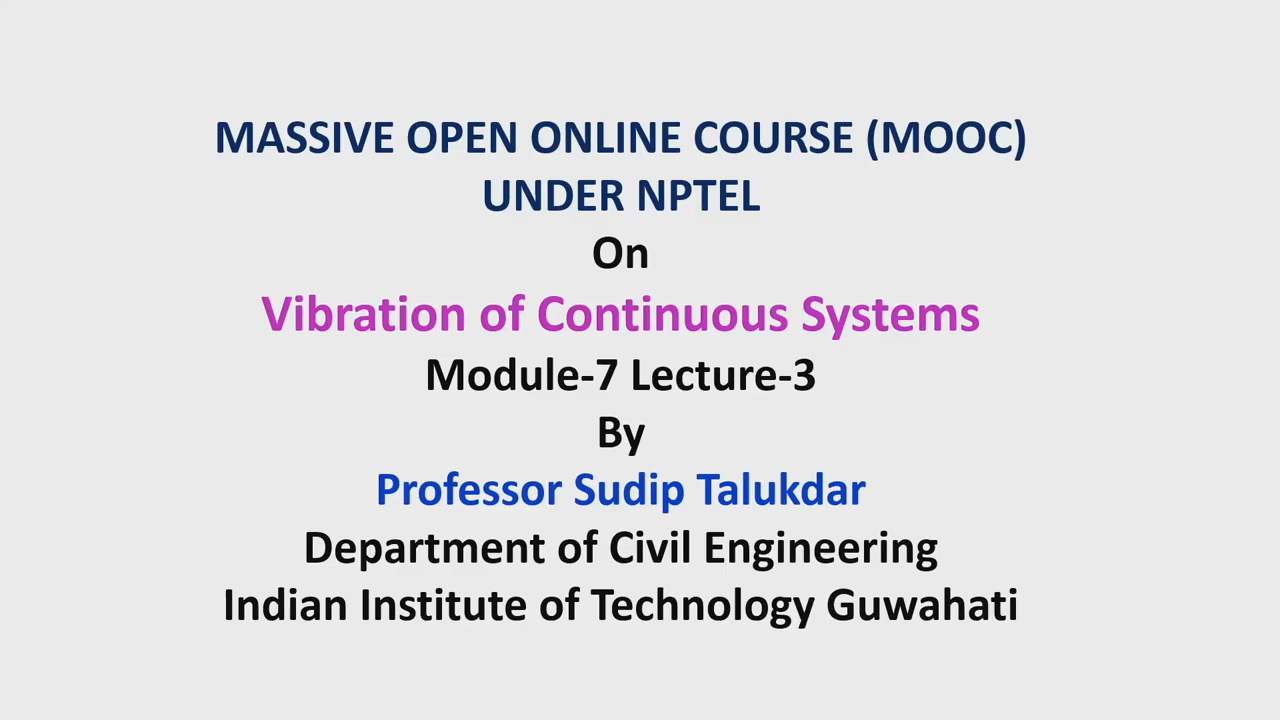 MASSIVE OPEN ONLINE COURSE (MOOC)
UNDER NPTEL
On
Vibration of Continuous Systems
Module-7 Lecture-3
By
Professor Sudip Talukdar
Department of Civil Engineering
Indian Institute of Technology Guwahati